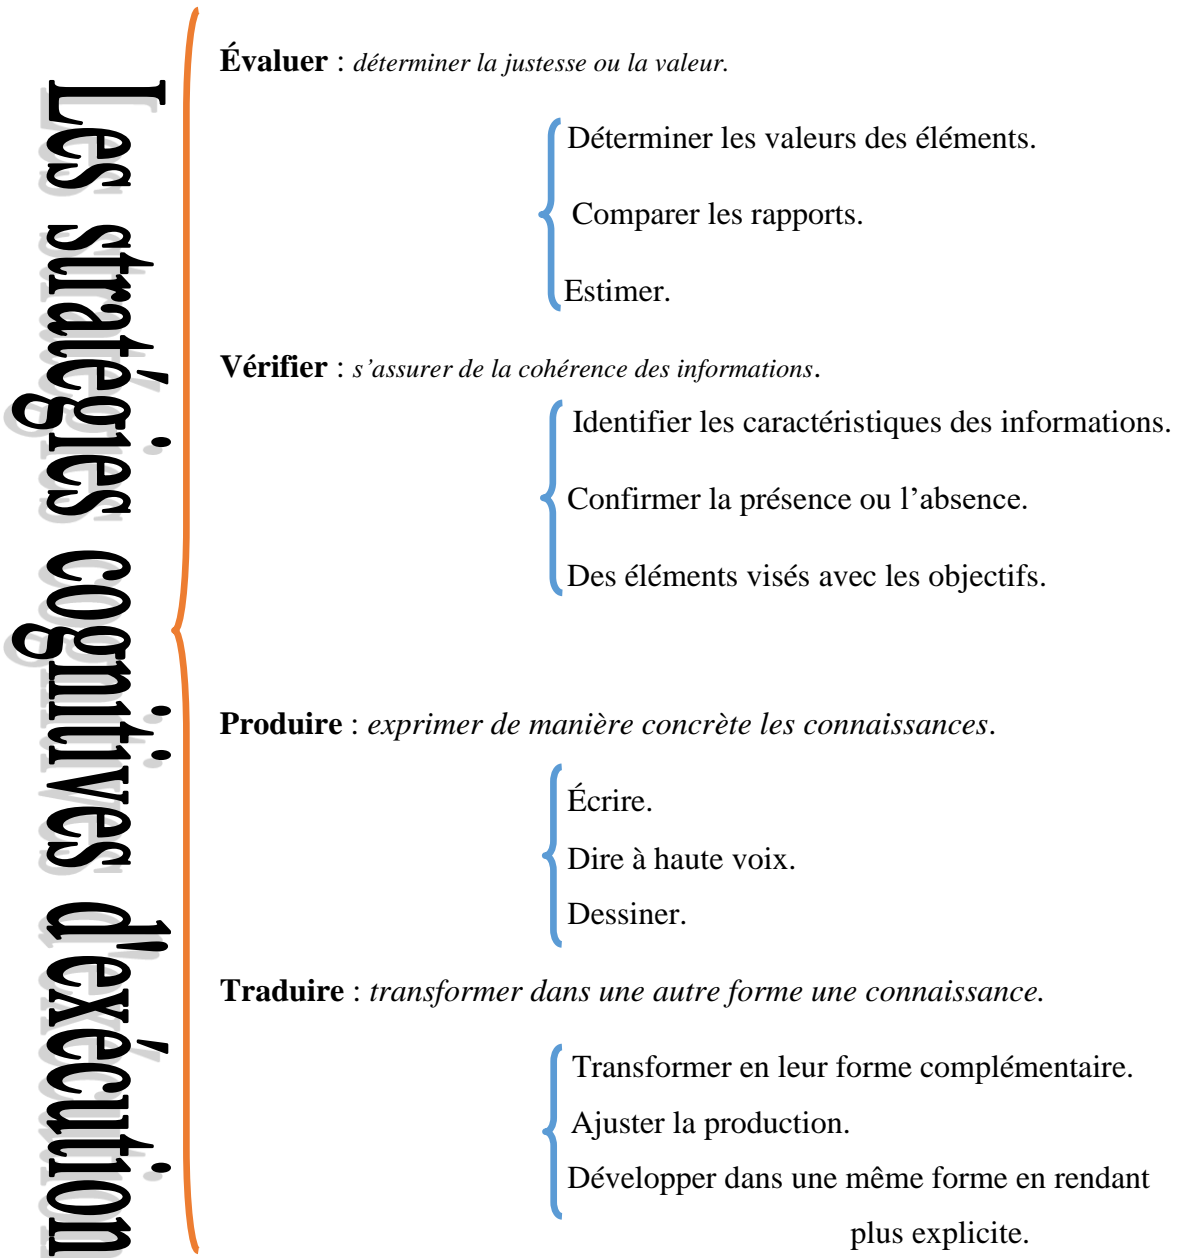 Les stratégies cognitives d'exécution
Évaluer : déterminer la justesse ou la valeur.
Déterminer les valeurs des éléments.
Comparer les rapports.
Estimer.
Vérifier : s’assurer de la cohérence des informations.
Identifier les caractéristiques des informations.
Confirmer la présence ou l’absence.
Des éléments visés avec les objectifs.
Produire : exprimer de manière concrète les connaissances.
Écrire.
Dire à haute voix.
Dessiner.
Traduire : transformer dans une autre forme une connaissance.
Transformer en leur forme complémentaire.
Ajuster la production.
Développer dans une même forme en rendant
plus explicite.